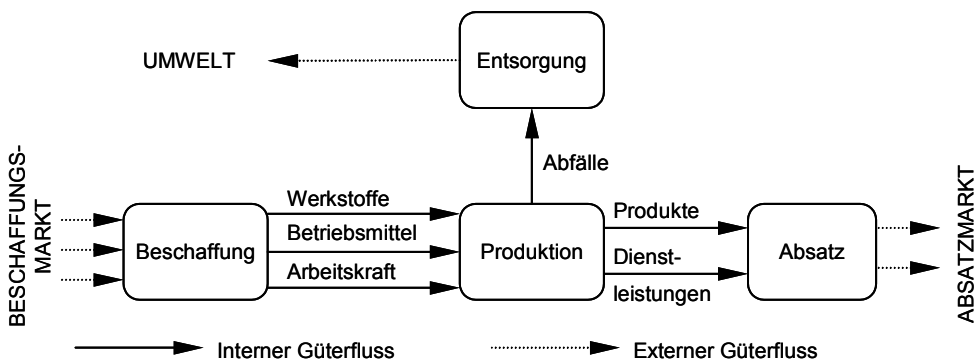 UMWELT
Entsorgung
Abfälle
BESCHAFFUNGS-
MARKT
Beschaffung
Werkstoffe
Betriebsmittel
Arbeitskraft
Produktion
Produkte
Dienst-
leistungen
Absatz
ABSATZMARKT
Interner Güterfluss
Externer Güterfluss